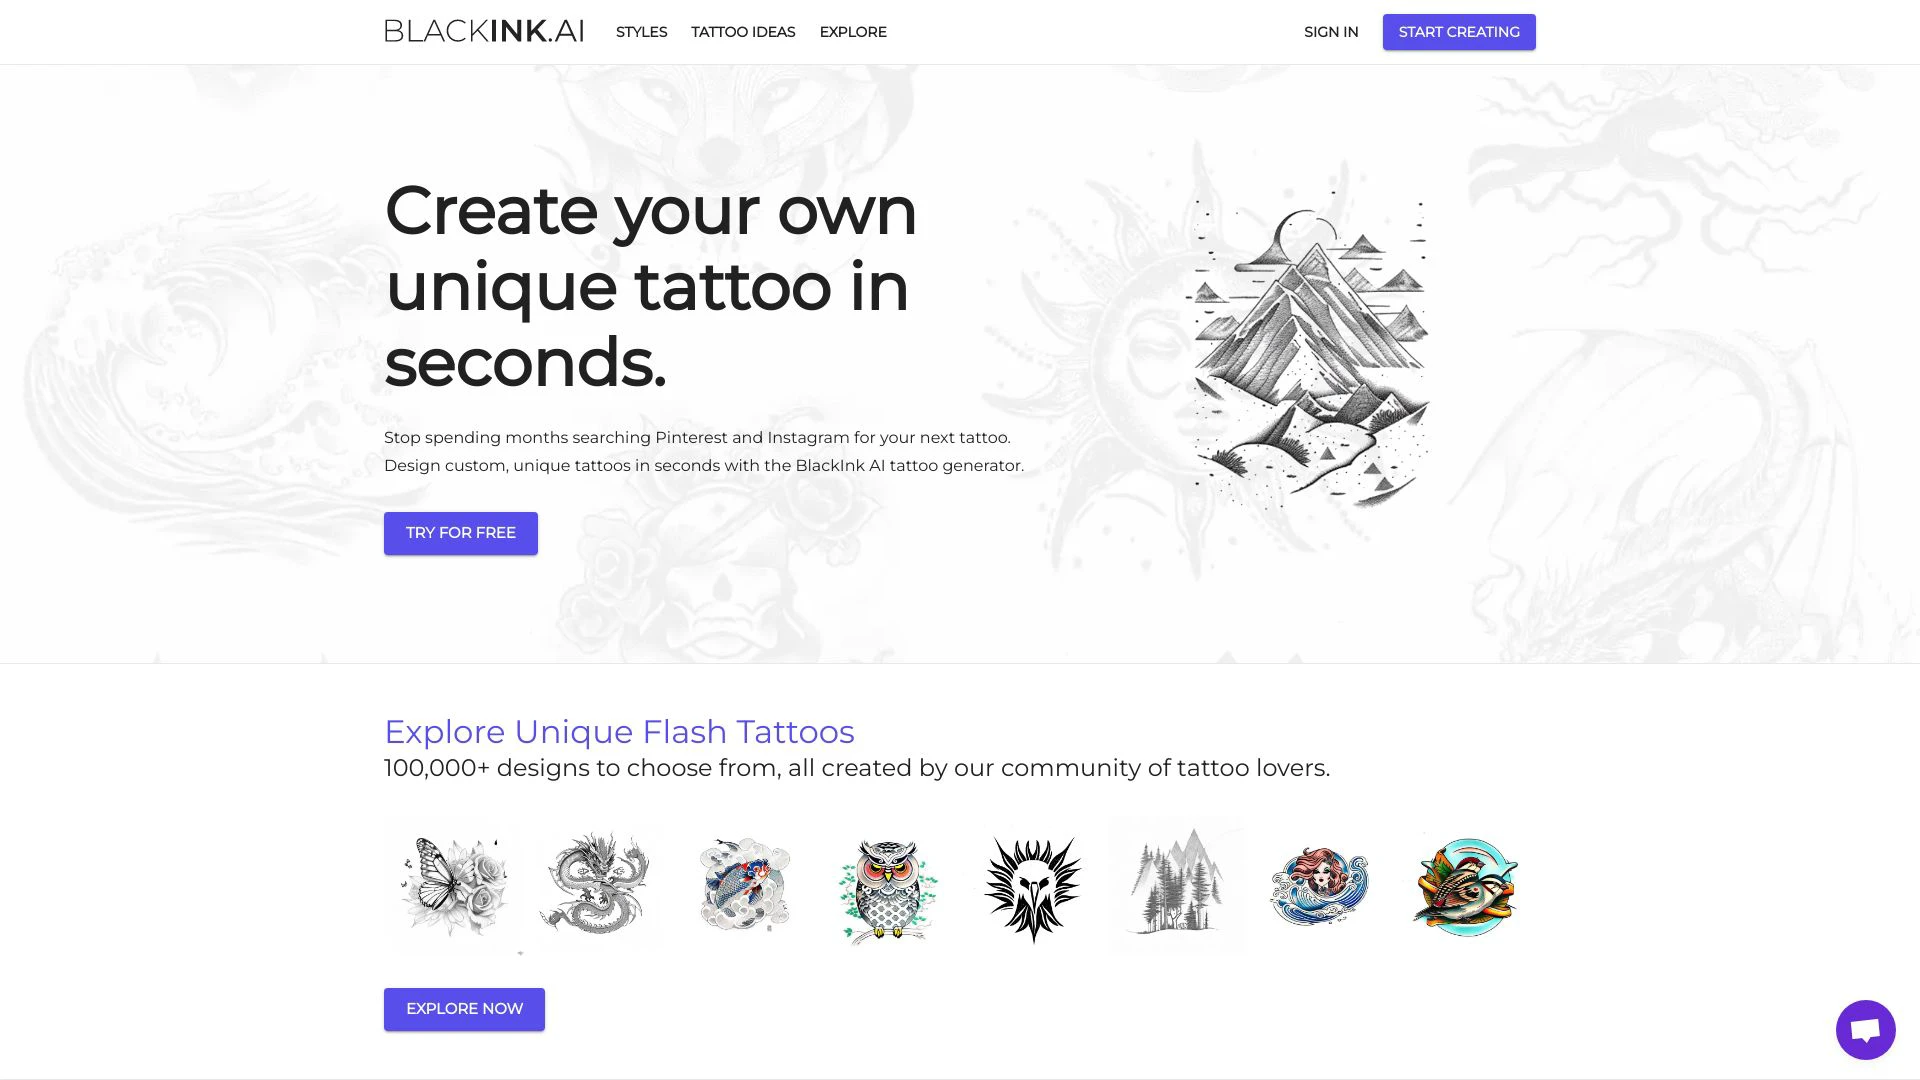 BLACKINK.AI
STYLES
TATTOO IDEAS
EXPLORE
SIGN IN
START CREATING
Create your own
unique tattoo in
seconds.
Stop spending months searching Pinterest and Instagram for your next tattoo.
Design custom, unique tattoos in seconds with the BlackInk AI tattoo generator.
TRY FOR FREE
Explore Unique Flash Tattoos
100,000+ designs to choose from, all created by our community of tattoo lovers.
EXPLORE NOW